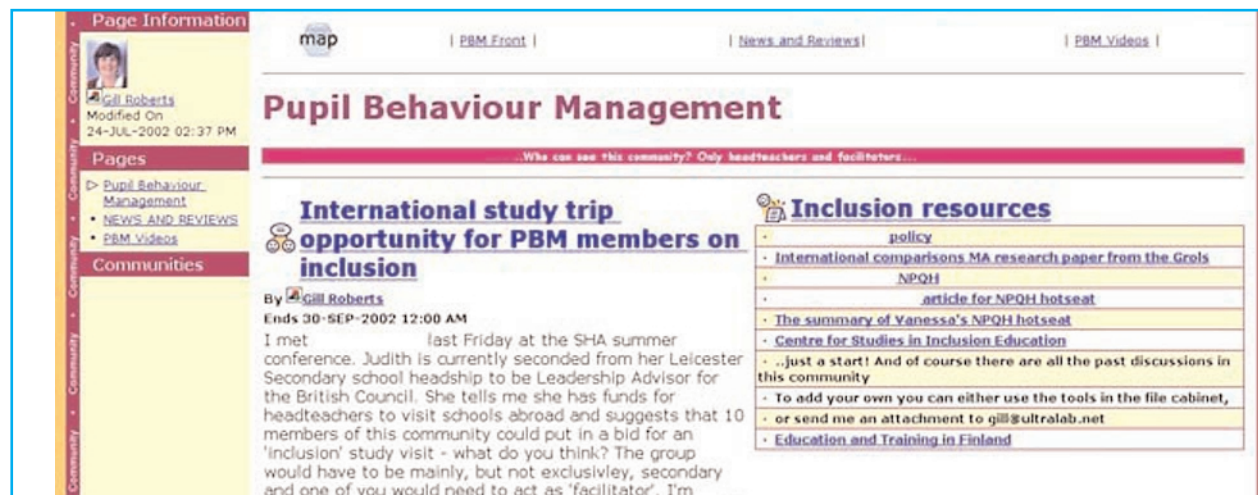 Page Information
Gill Roberts
Modified On
24-JUL-2002 02:37 PM
Pages
Pupil Behaviour
Management
NEWS AND REVIEWS
PBM Videos
Communities
Community
Community
Community
Community
Community
map
| PBM Front |
| News and Reviews|
| PBM Videos |
Pupil Behaviour Management
...Who can see this community? Only headteachers and facilitators...
International study trip
opportunity for PBM members on
inclusion
By Gill Roberts
Ends 30-SEP-2002 12:00 AM
I met last Friday at the SHA summer
conference. Judith is currently seconded from her Leicester
Secondary school headship to be Leadership Advisor for
the British Council. She tells me she has funds for
headteachers to visit schools abroad and suggests that 10
members of this community could put in a bid for an
'inclusion' study visit - what do you think? The group
would have to be mainly, but not exclusivley, secondary
and one of you would need to act as 'facilitator'. I'm
Inclusion resources
· policy
· International comparisons MA research paper from the Grols
· NPQH
· article for NPQH hotseat
· The summary of Vanessa's NPQH hotseat
· Centre for Studies in Inclusion Education
· ..just a start! And of course there are all the past discussions in
this community
· To add your own you can either use the tools in the file cabinet,
· or send me an attachment to gill@ultralab.net
· Education and Training in Finland